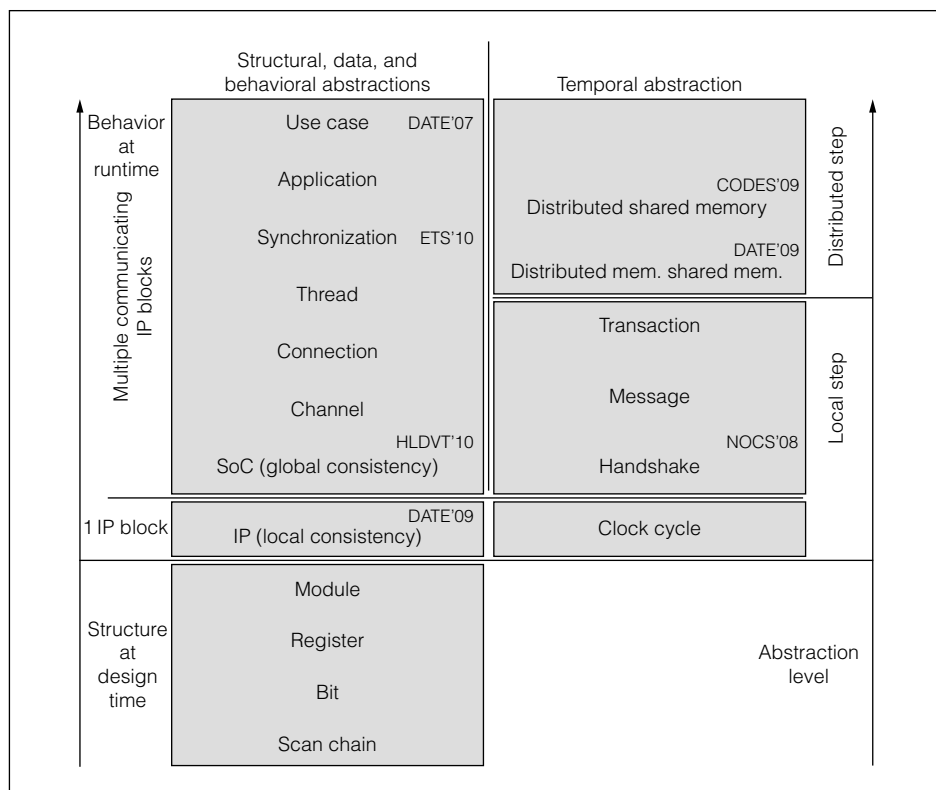 Structural, data, and
behavioral abstractions
Temporal abstraction
Behavior
at
runtime
Multiple communicating
IP blocks
Use case DATE'07
Application
Synchronization ETS'10
Thread
Connection
Channel
HLDVT'10
SoC (global consistency)
CODES'09
Distributed shared memory
DATE'09
Distributed mem. shared mem.
Distributed step
Transaction
Message
NOCS'08
Handshake
Local step
1 IP block
DATE'09
IP (local consistency)
Clock cycle
Structure
at
design
time
Module
Register
Bit
Scan chain
Abstraction
level